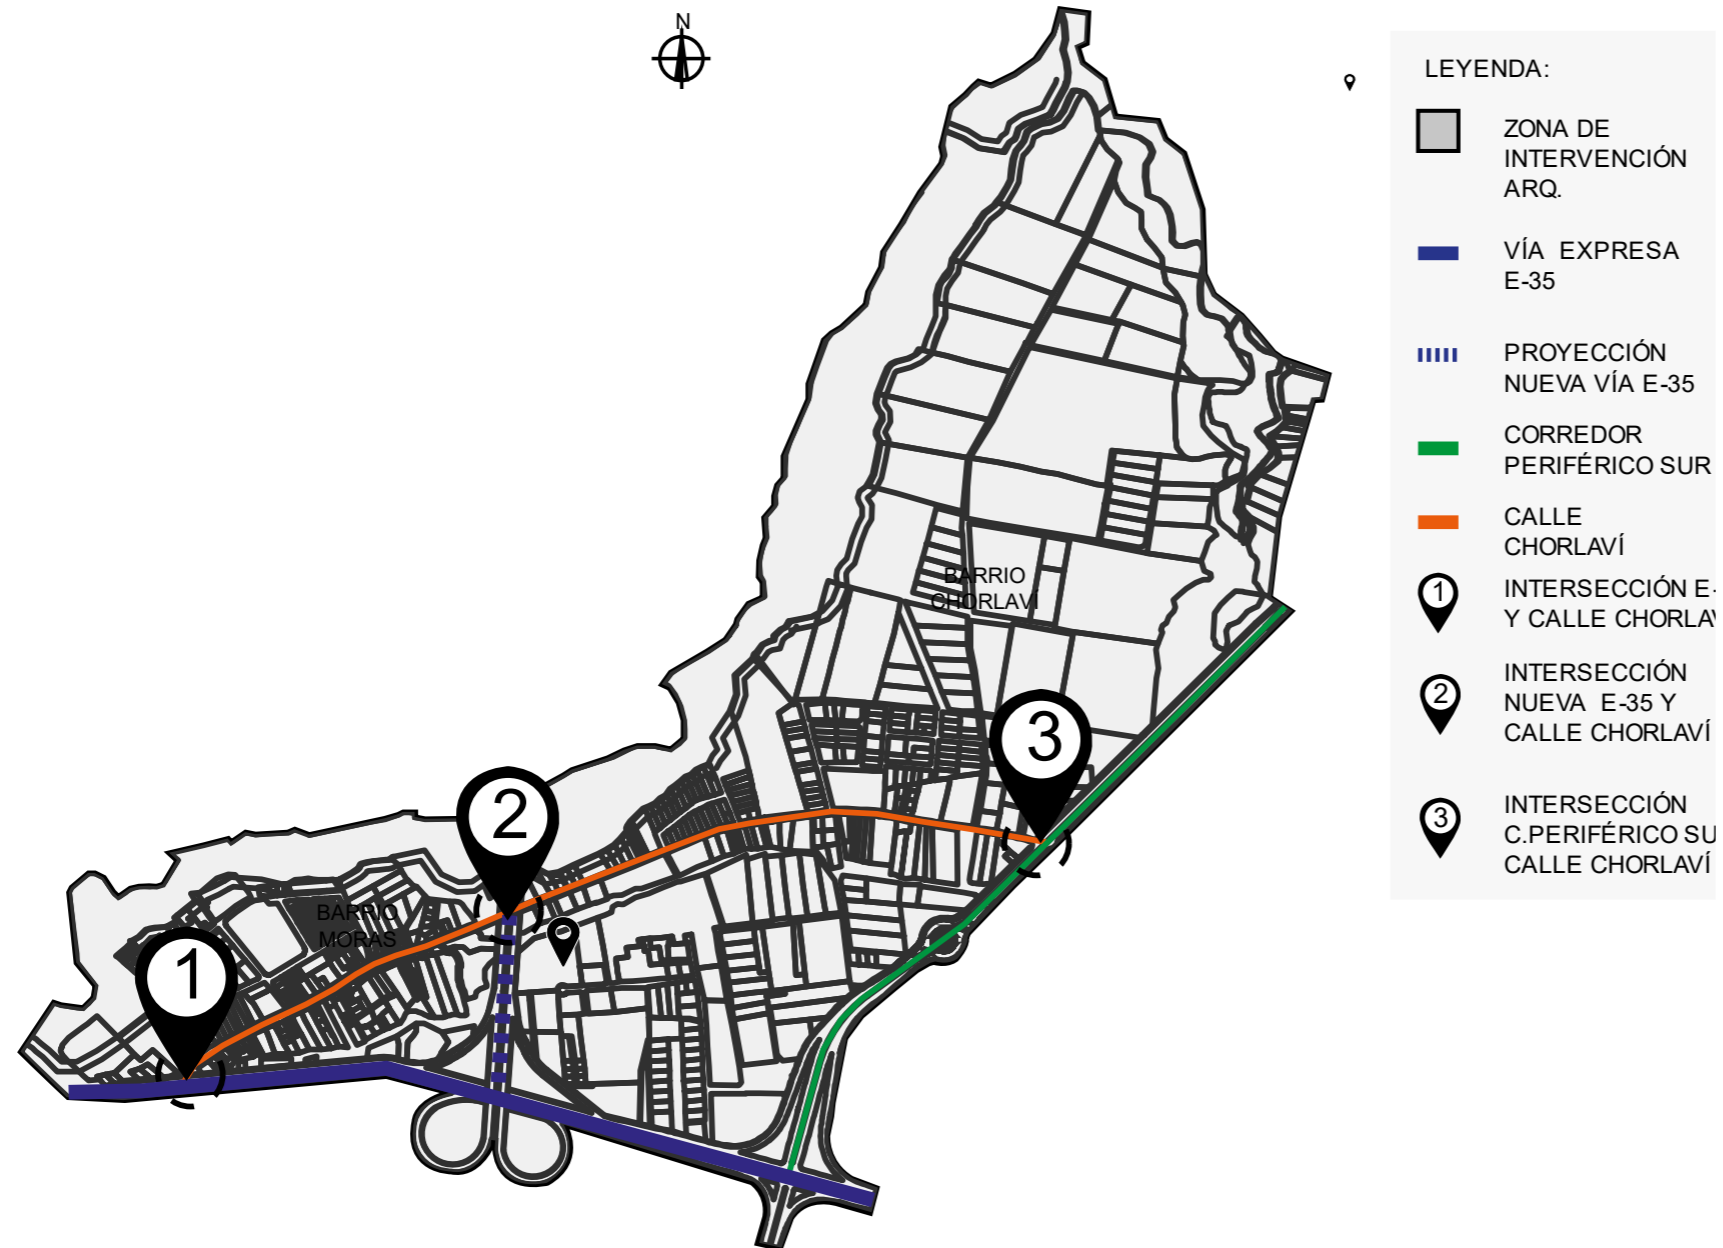 N
LEYENDA:
ZONA DE
INTERVENCIÓN
ARQ.
VÍA EXPRESA
E-35
PROYECCIÓN
NUEVA VÍA E-35
CORREDOR
PERIFÉRICO SUR
CALLE
CHORLAVÍ
1
INTERSECCIÓN E-
Y CALLE CHORLAV
2
INTERSECCIÓN
NUEVA E-35 Y
CALLE CHORLAVÍ
3
INTERSECCIÓN
C.PERIFÉRICO SU
CALLE CHORLAVÍ
BARRIO
CHORLAVÍ
3
2
BARRIO
MORAS
1